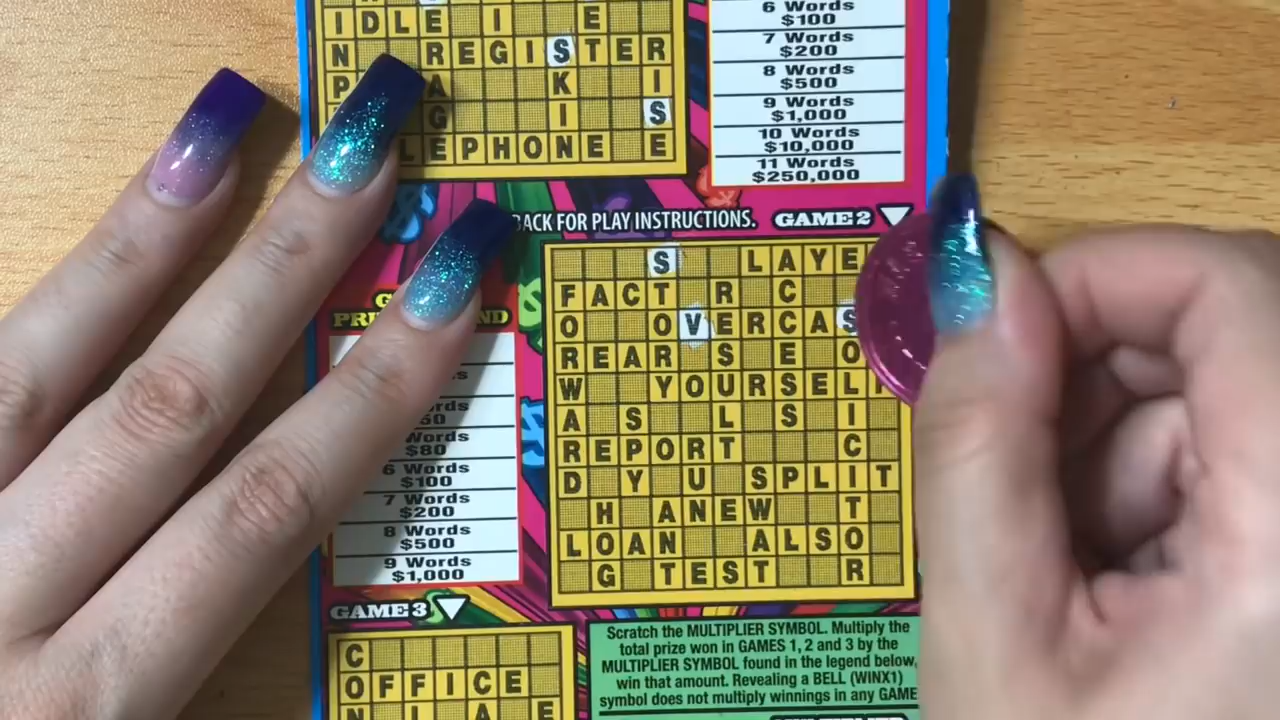 IDLE I E
N REGISTER
P A K I
G I S
LEPHONE E
6 Words
$100
7 Words
$200
8 Words
$500
9 Words
$1,000
10 Words
$10,000
11 Words
$250,000
BACK FOR PLAY INSTRUCTIONS. GAME 2
S LAYE
FACT R C
O O VERCAS
REAR S E O
W YOURSEL
A S L S I
REPORT C
D Y U SPLIT
H ANEW T
LOAN ALSO O
G TEST R
$80
6 Words
$100
7 Words
$200
8 Words
$500
9 Words
$1,000
GAME 3
C
OFFICE
Scratch the MULTIPLIER SYMBOL. Multiply the
total prize won in GAMES 1, 2 and 3 by the
MULTIPLIER SYMBOL found in the legend below,
win that amount. Revealing a BELL (WINX1)
symbol does not multiply winnings in any GAME